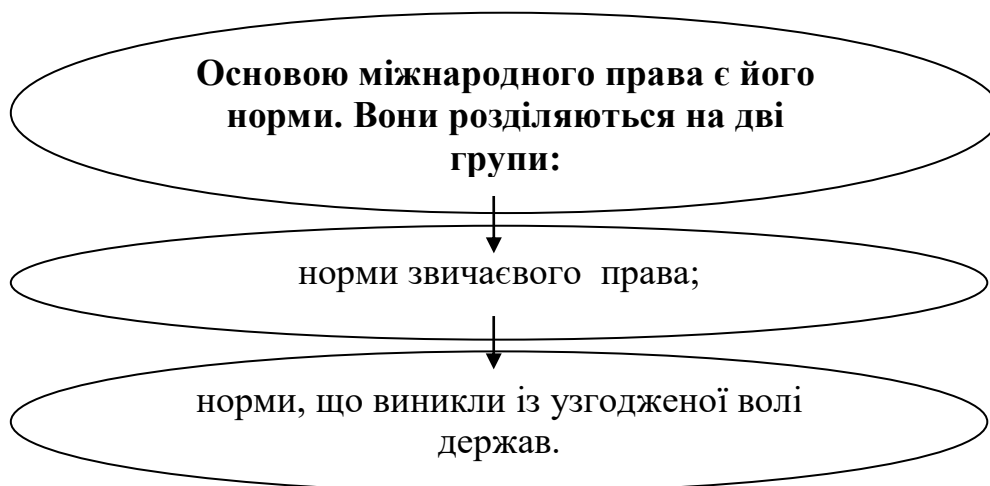 Основою міжнародного права є його
норми. Вони розділяються на дві
групи:
норми звичаєвого права;
норми, що виникли із узгодженої волі
держав.